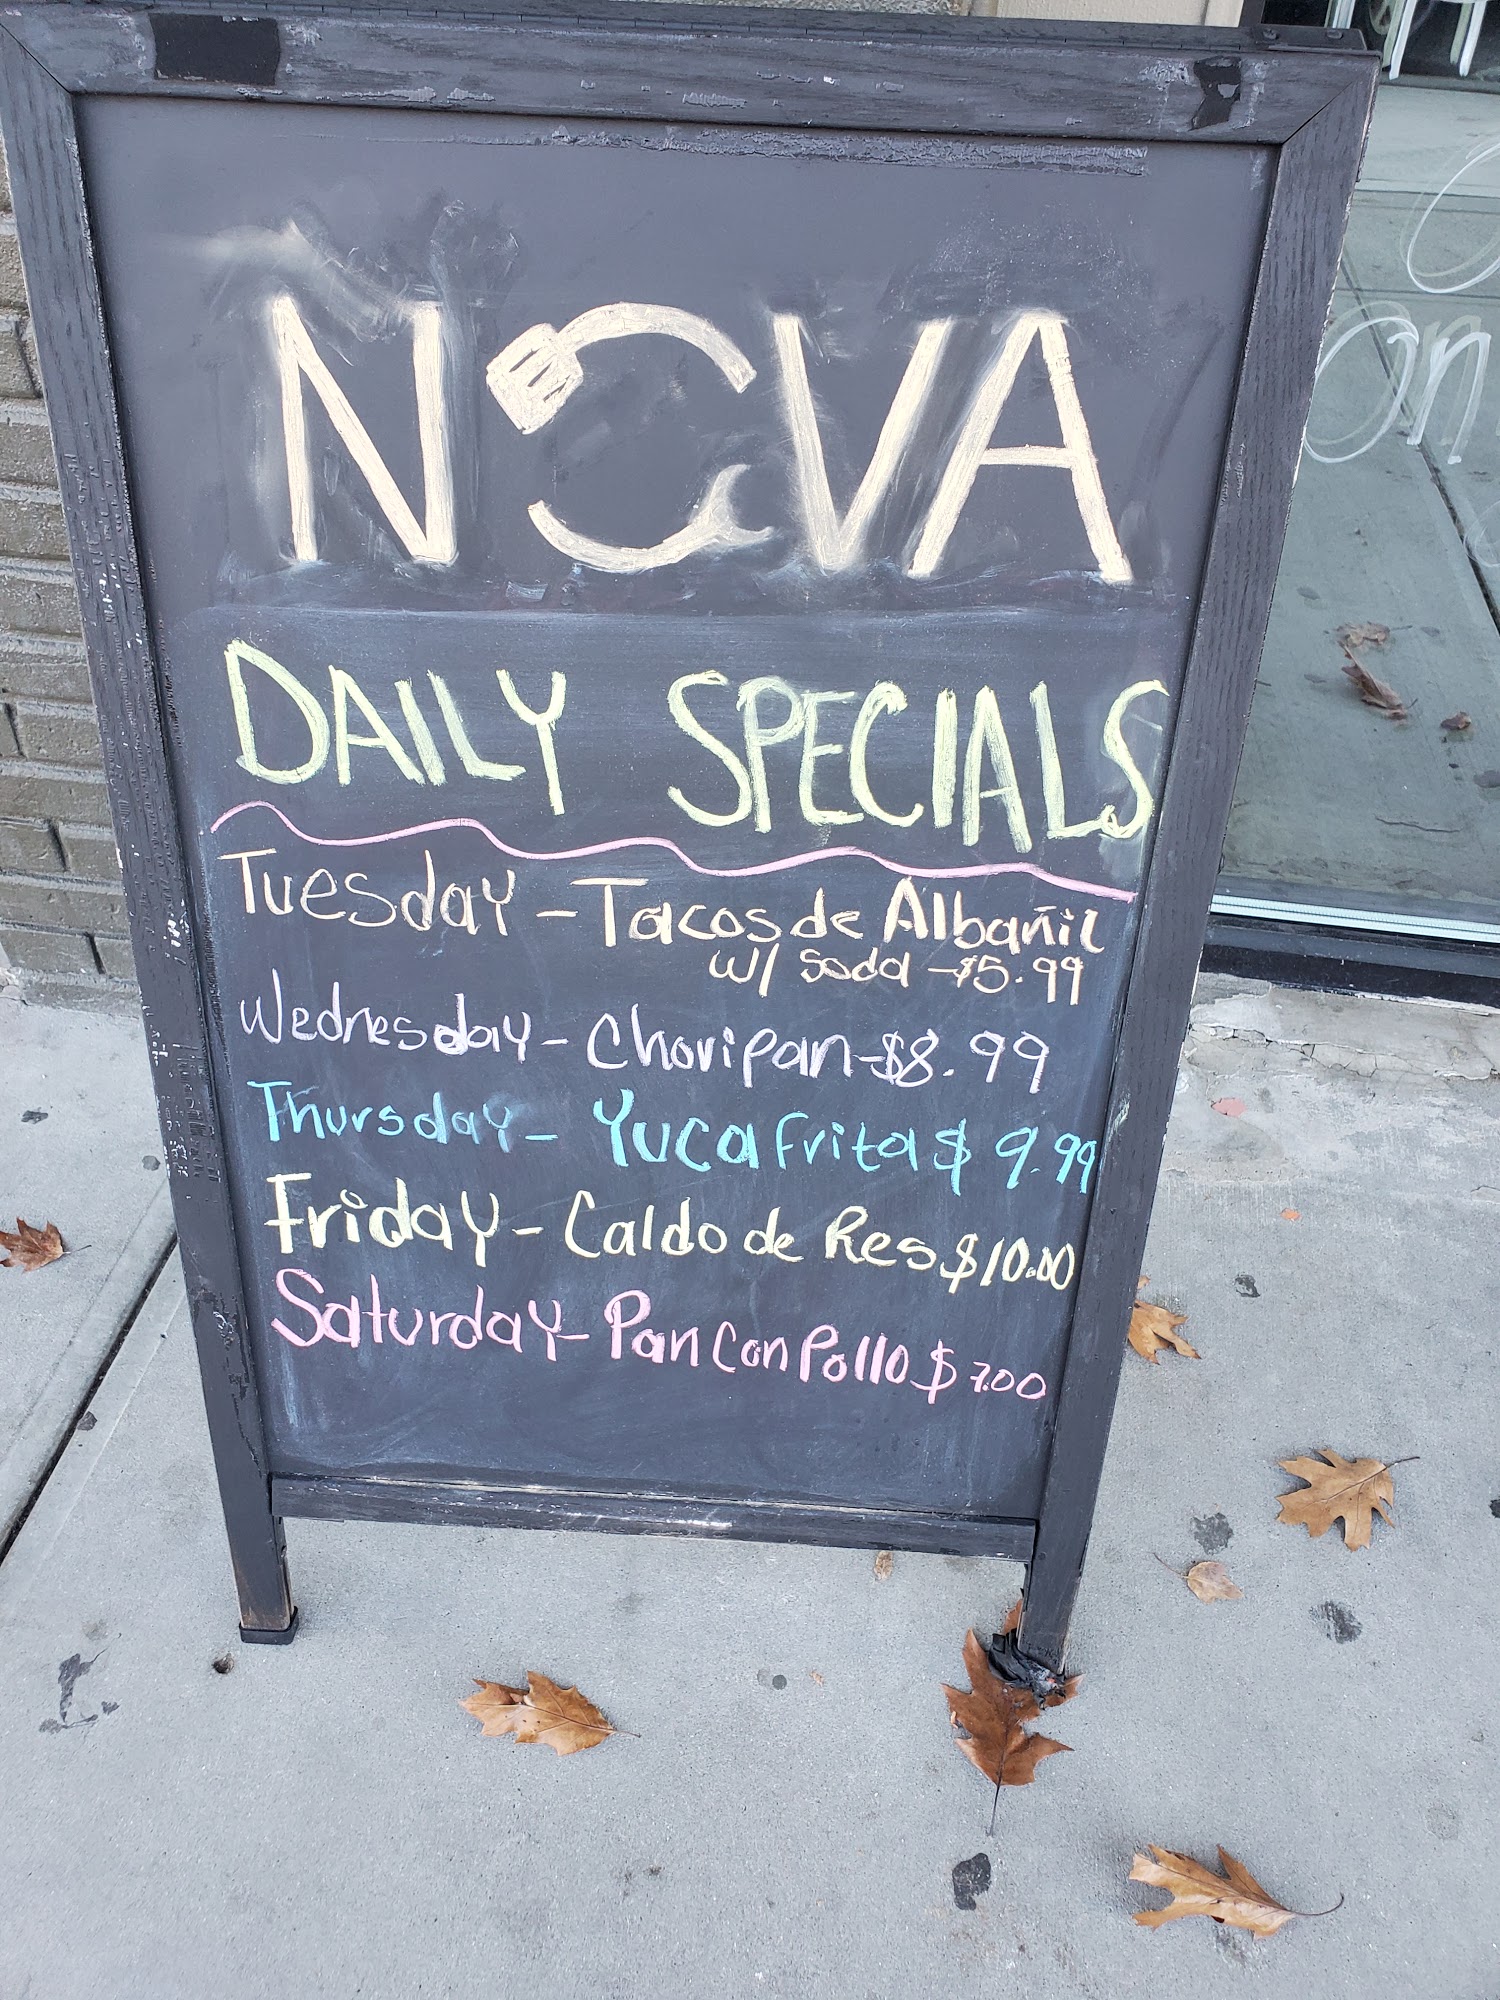 NOVA
DAILY SPECIALS
Tuesday - Tacos de Albañil
w/ soda - $5.99
Wednesday - Choripan - $8.99
Thursday - Yuca frita $9.99
Friday - Caldo de Res $10.00
Saturday - Pan Con Pollo $7.00
on